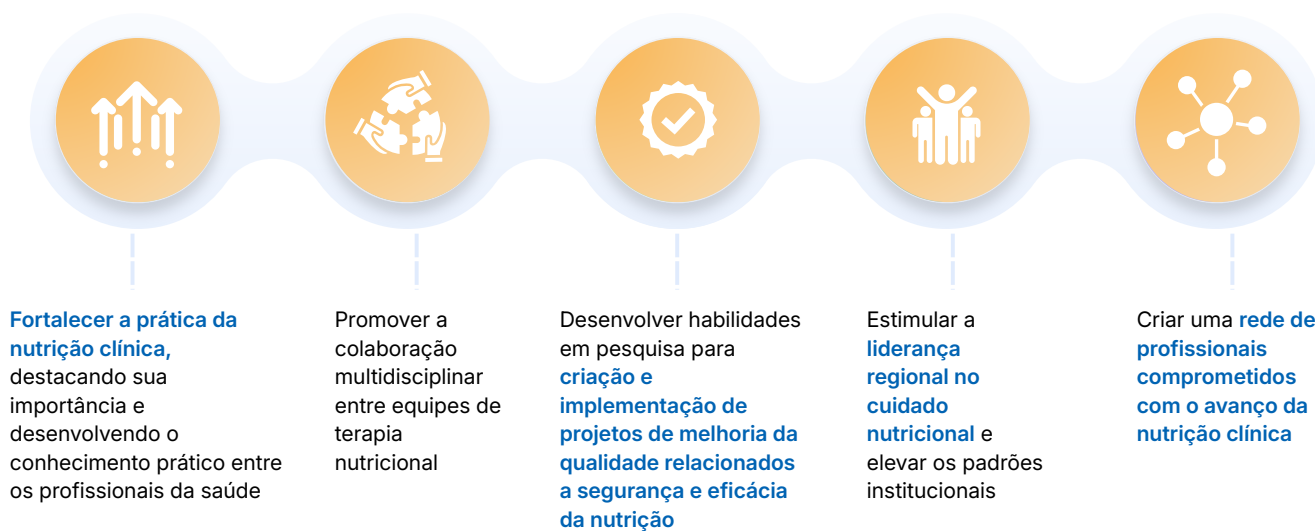 Fortalecer a prática da
nutrição clínica,
destacando sua
importância e
desenvolvendo o
conhecimento prático entre
os profissionais da saúde
Promover a
colaboração
multidisciplinar
entre equipes de
terapia
nutricional
Desenvolver habilidades
em pesquisa para
criação e
implementação de
projetos de melhoria da
qualidade relacionados
a segurança e eficácia
da nutrição
Estimular a
liderança
regional no
cuidado
nutricional e
elevar os padrões
institucionais
Criar uma rede de
profissionais
comprometidos
com o avanço da
nutrição clínica